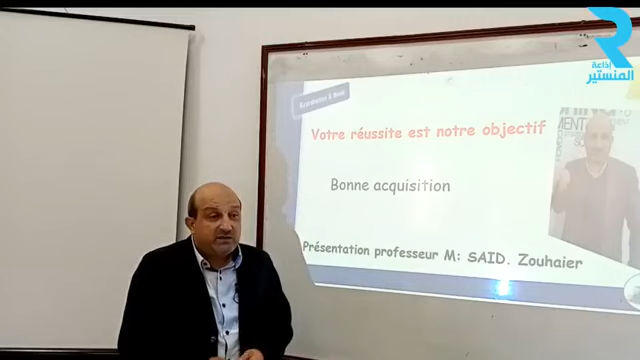 إذاعة
المنستير
Votre réussite est notre objectif
Bonne acquisition
Présentation professeur M: SAID. Zouhaier